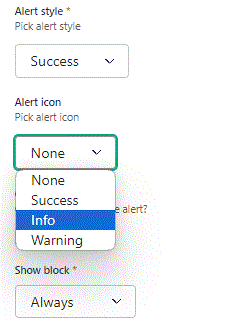 Alert style *
Pick alert style
Success
Alert icon
Pick alert icon
None
None
Success
Info
Warning
e alert?
Show block *
Always